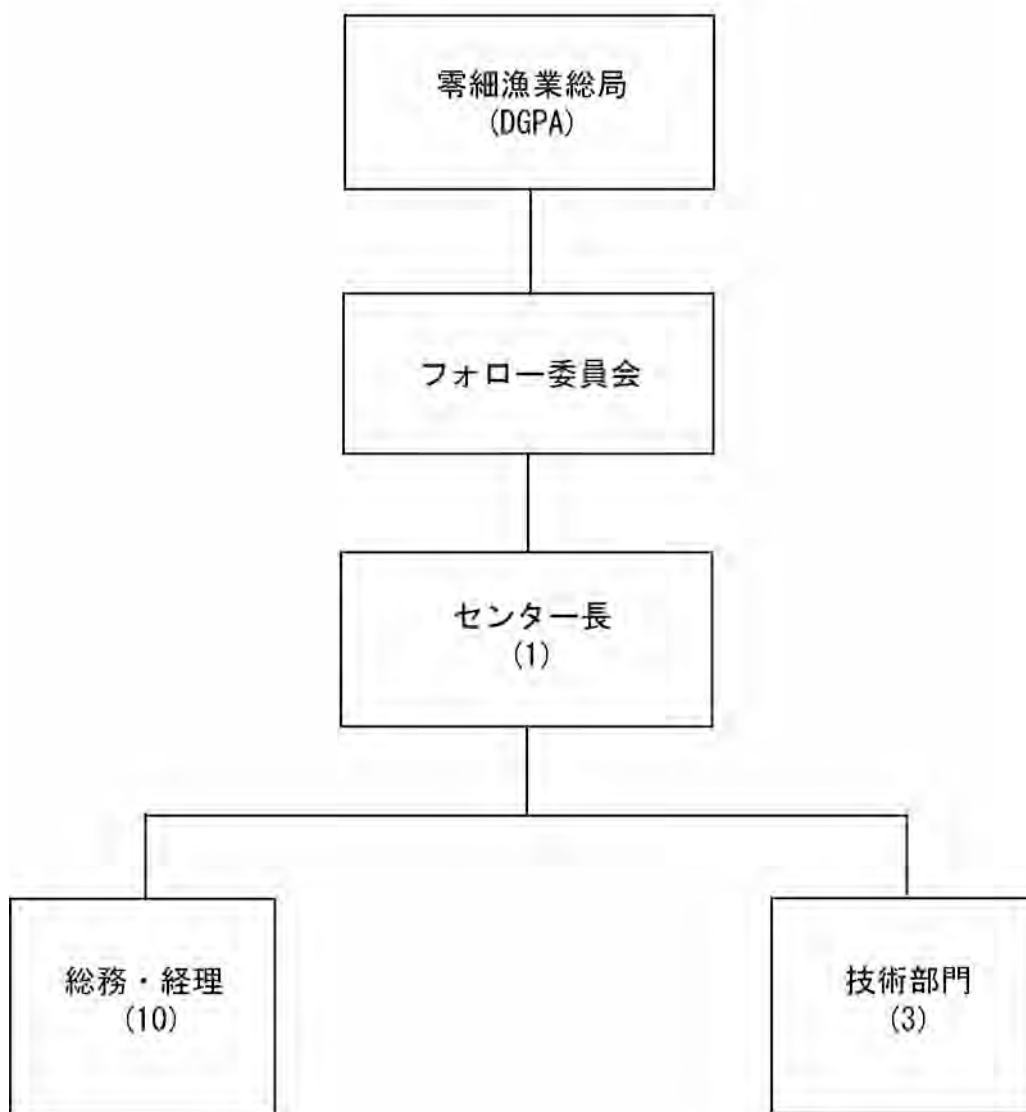 零細漁業総局
(DGPA)
フォロー委員会
センター長
(1)
総務・経理
(10)
技術部門
(3)